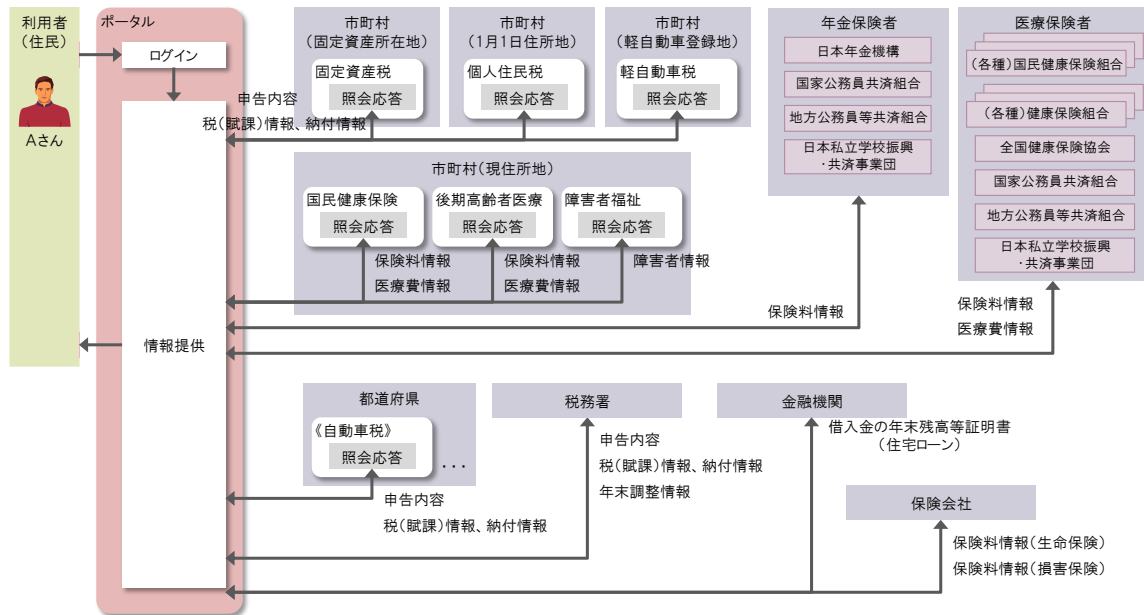 利用者
（住民）
Aさん
ポータル
ログイン
情報提供
市町村
（固定資産所在地）
固定資産税
照会応答
市町村
（1月1日住所地）
個人住民税
照会応答
市町村
（軽自動車登録地）
軽自動車税
照会応答
申告内容
税（賦課）情報、納付情報
市町村（現住所地）
国民健康保険
照会応答
後期高齢者医療
照会応答
障害者福祉
照会応答
保険料情報
医療費情報
保険料情報
医療費情報
障害者情報
年金保険者
日本年金機構
国家公務員共済組合
地方公務員等共済組合
日本私立学校振興
・共済事業団
保険料情報
医療保険者
（各種）国民健康保険組合
（各種）健康保険組合
全国健康保険協会
国家公務員共済組合
地方公務員等共済組合
日本私立学校振興
・共済事業団
保険料情報
医療費情報
都道府県
《自動車税》
照会応答
・・・
申告内容
税（賦課）情報、納付情報
税務署
申告内容
税（賦課）情報、納付情報
年末調整情報
金融機関
借入金の年末残高等証明書
（住宅ローン）
保険会社
保険料情報（生命保険）
保険料情報（損害保険）